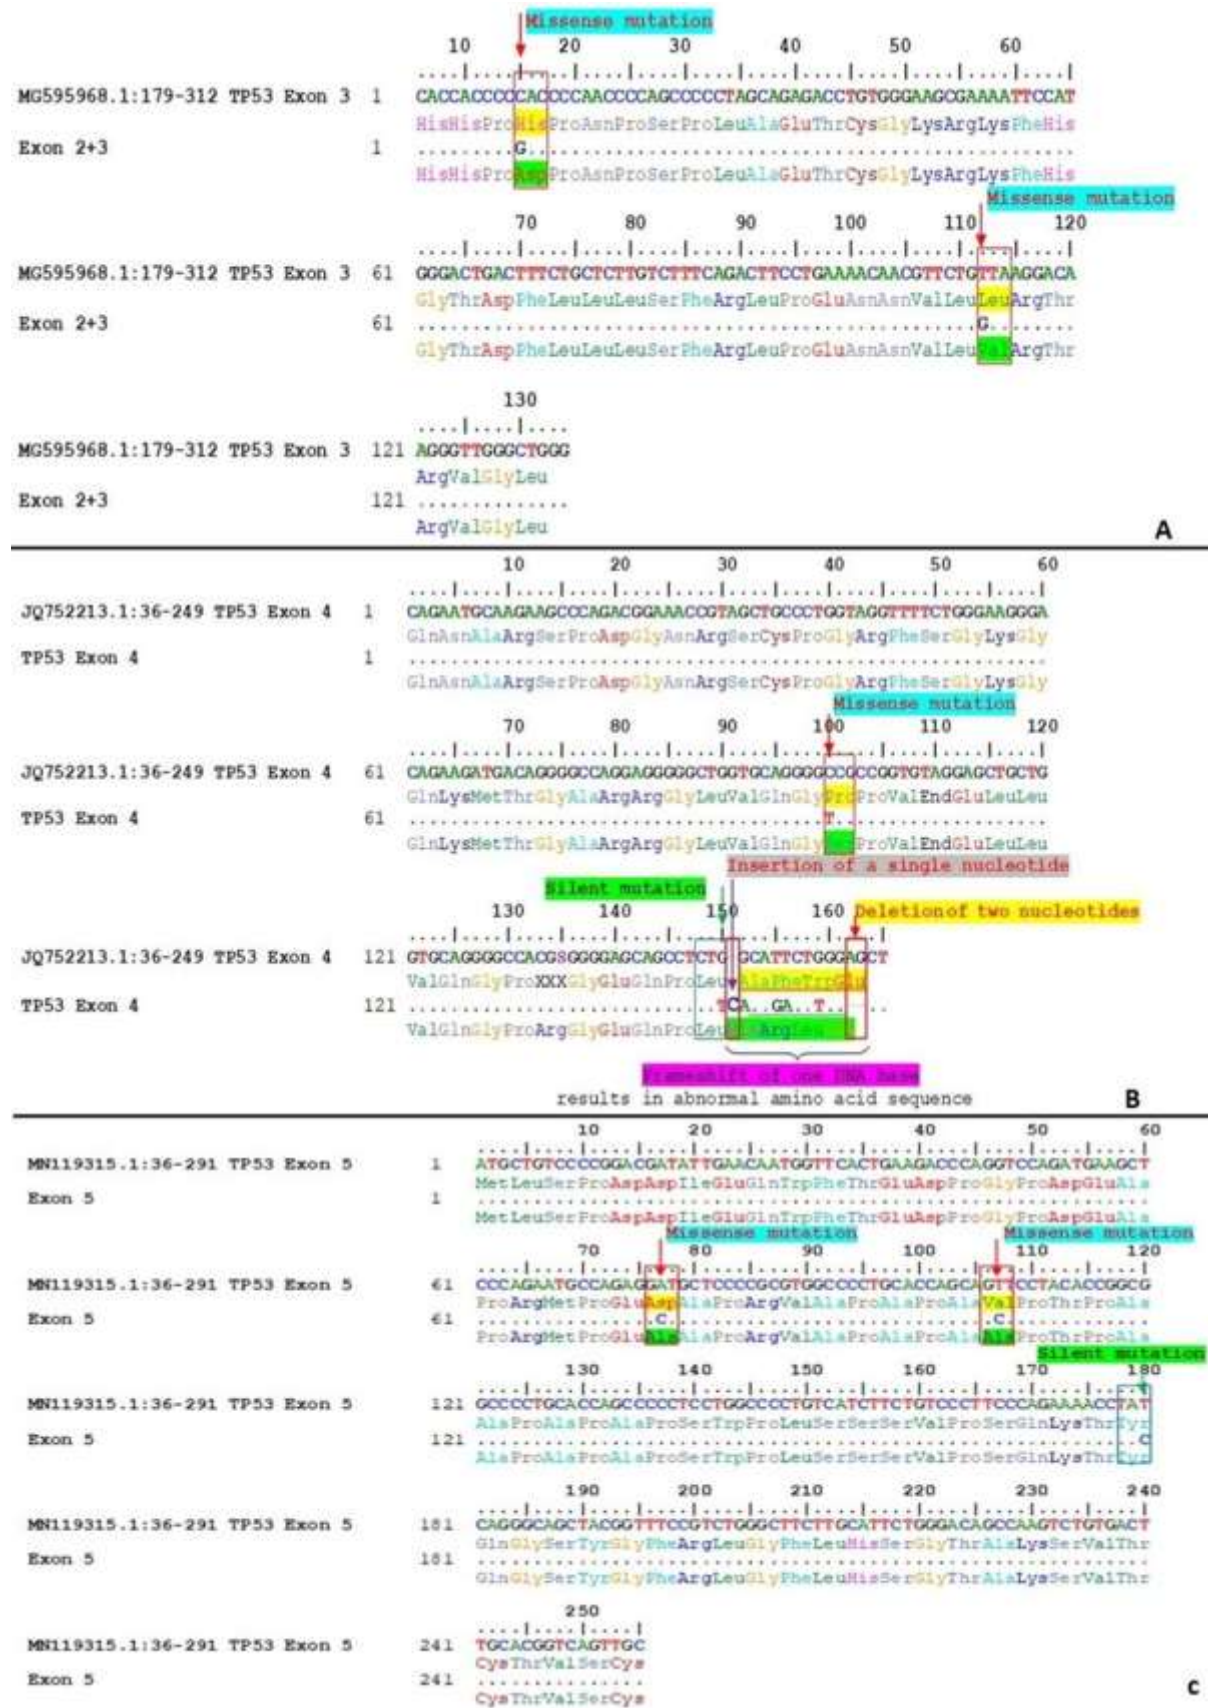 Missense mutation
10 20 30 40 50 60
MG595968.1:179-312 TP53 Exon 3 1 CACCACCCCCACCCCAACCCCAGCCCCCTAGCAGAGACCTGTGGGAAGCGAAAATTCCAT
HisHisProHisProAsnProSerProLeuAlaGluThrCysGlyLysArgLysPheHis
Exon 2+3 1 G
HisHisProAspProAsnProSerProLeuAlaGluThrCysGlyLysArgLysPheHis
Missense mutation
70 80 90 100 110 120
MG595968.1:179-312 TP53 Exon 3 61 GGGACTGACTTTCTGCTCTTGTCTTTCAGACTTCCTGAAAACAACGTTCTGTTAAGGACA
GlyThrAspPheLeuLeuLeuSerPheArgLeuProGluAsnAsnValLeuLeuArgThr
Exon 2+3 61 G
GlyThrAspPheLeuLeuLeuSerPheArgLeuProGluAsnAsnValLeuValArgThr
130
MG595968.1:179-312 TP53 Exon 3 121 AGGGTTGGGCTGGG
ArgValGlyLeu
Exon 2+3 121
ArgValGlyLeu
A
10 20 30 40 50 60
JQ752213.1:36-249 TP53 Exon 4 1 CAGAATGCAAGAAGCCCAGACGGAAACCGTAGCTGCCCTGGTAGGTTTTCTGGGAAGGGA
GlnAsnAlaArgSerProAspGlyAsnArgSerCysProGlyArgPheSerGlyLysGly
TP53 Exon 4 1
GlnAsnAlaArgSerProAspGlyAsnArgSerCysProGlyArgPheSerGlyLysGly
Missense mutation
70 80 90 100 110 120
JQ752213.1:36-249 TP53 Exon 4 61 CAGAAGATGACAGGGGCCAGGAGGGGGCTGGTGCAGGGGCCGCCGGTGTAGGAGCTGCTG
GlnLysMetThrGlyAlaArgArgGlyLeuValGlnGlyProProValEndGluLeuLeu
TP53 Exon 4 61 T
GlnLysMetThrGlyAlaArgArgGlyLeuValGlnGly ProValEndGluLeuLeu
Insertion of a single nucleotide
Silent mutation
130 140 150 160 Deletion of two nucleotides
JQ752213.1:36-249 TP53 Exon 4 121 GTGCAGGGGCCACGSGGGGAGCAGCCTCTG GCATTCTGGGAGCT
ValGlnGlyProXXXGlyGluGlnProLeu AlaPheTrpGlu
TP53 Exon 4 121 TCA..GA..T
ValGlnGlyProArgGlyGluGlnProLeu ArgLeu
Frameshift of one DNA base
results in abnormal amino acid sequence
B
10 20 30 40 50 60
MN119315.1:36-291 TP53 Exon 5 1 ATGCTGTCCCCGGACGATATTGAACAATGGTTCACTGAAGACCCAGGTCCAGATGAAGCT
MetLeuSerProAspAspIleGluGlnTrpPheThrGluAspProGlyProAspGluAla
Exon 5 1
MetLeuSerProAspAspIleGluGlnTrpPheThrGluAspProGlyProAspGluAla
Missense mutation Missense mutation
70 80 90 100 110 120
MN119315.1:36-291 TP53 Exon 5 61 CCCAGAATGCCAGAGGATGCTCCCCGCGTGGCCCCTGCACCAGCAGTTCCTACACCGGCG
ProArgMetProGluAspAlaProArgValAlaProAlaProAlaValProThrProAla
Exon 5 61 C C
ProArgMetProGluAlaAlaProArgValAlaProAlaProAlaAlaProThrProAla
Silent mutation
130 140 150 160 170 180
MN119315.1:36-291 TP53 Exon 5 121 GCCCCTGCACCAGCCCCCTCCTGGCCCCTGTCATCTTCTGTCCCTTCCCAGAAAACCTAT
AlaProAlaProAlaProSerTrpProLeuSerSerSerValProSerGlnLysThrTyr
Exon 5 121 C
AlaProAlaProAlaProSerTrpProLeuSerSerSerValProSerGlnLysThrTyr
190 200 210 220 230 240
MN119315.1:36-291 TP53 Exon 5 181 CAGGGCAGCTACGGTTTCCGTCTGGGCTTCTTGCATTCTGGGACAGCCAAGTCTGTGACT
GlnGlySerTyrGlyPheArgLeuGlyPheLeuHisSerGlyThrAlaLysSerValThr
Exon 5 181
GlnGlySerTyrGlyPheArgLeuGlyPheLeuHisSerGlyThrAlaLysSerValThr
250
MN119315.1:36-291 TP53 Exon 5 241 TGCACGGTCAGTTGC
CysThrValSerCys
Exon 5 241
CysThrValSerCys
c